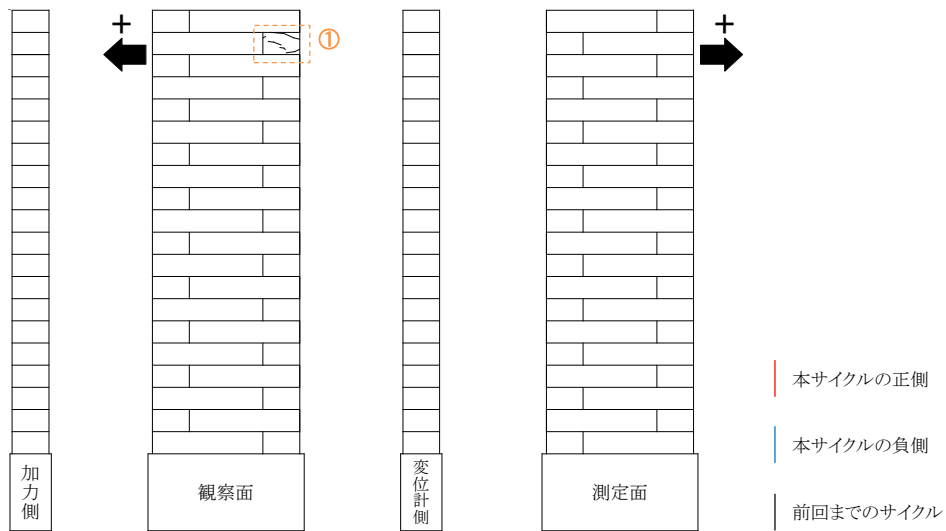 +
①
+
本サイクルの正側
本サイクルの負側
前回までのサイクル
加力側
観察面
変位計側
測定面